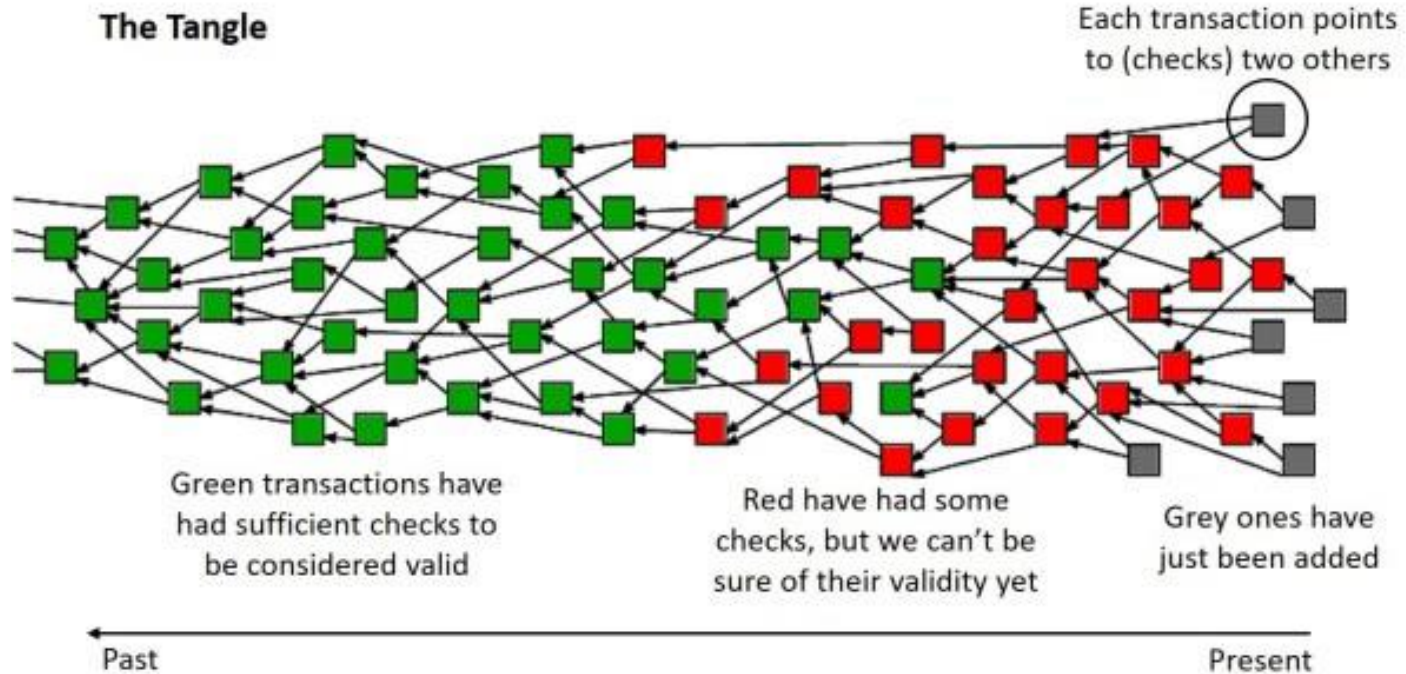 The Tangle
Each transaction points
to (checks) two others
Green transactions have
had sufficient checks to
be considered valid
Red have had some
checks, but we can't be
sure of their validity yet
Grey ones have
just been added
Past
Present